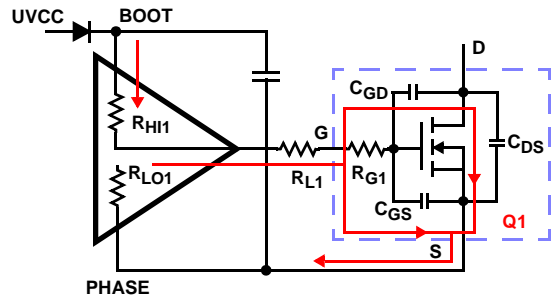 UVCC
BOOT
D
CGD
RHI1
G
CDS
RLO1
RL1
RG1
CGS
Q1
S
PHASE